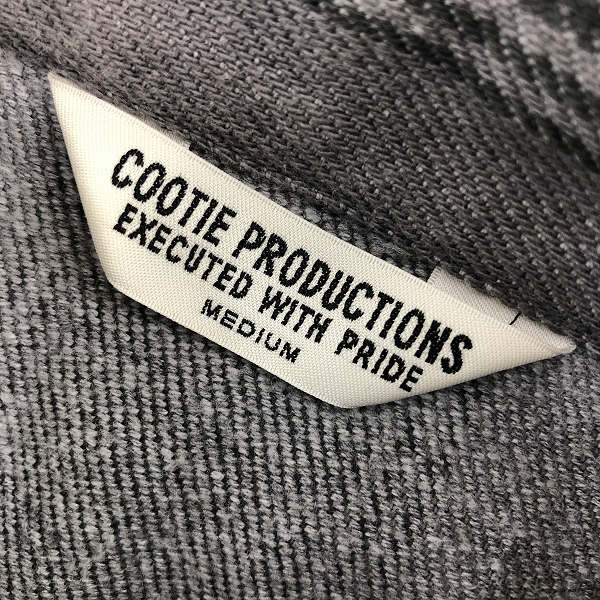 COOTIE PRODUCTIONS
EXECUTED WITH PRIDE
MEDIUM